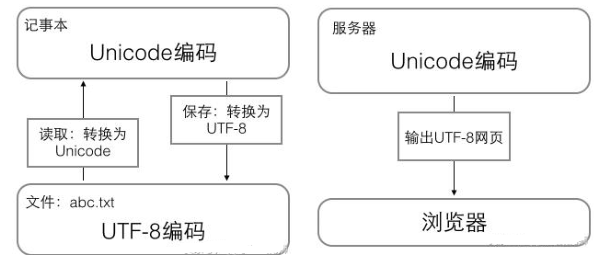 记事本
Unicode编码
保存：转换为
UTF-8
读取：转换为
Unicode
文件：abc.txt
UTF-8编码
服务器
Unicode编码
输出UTF-8网页
浏览器